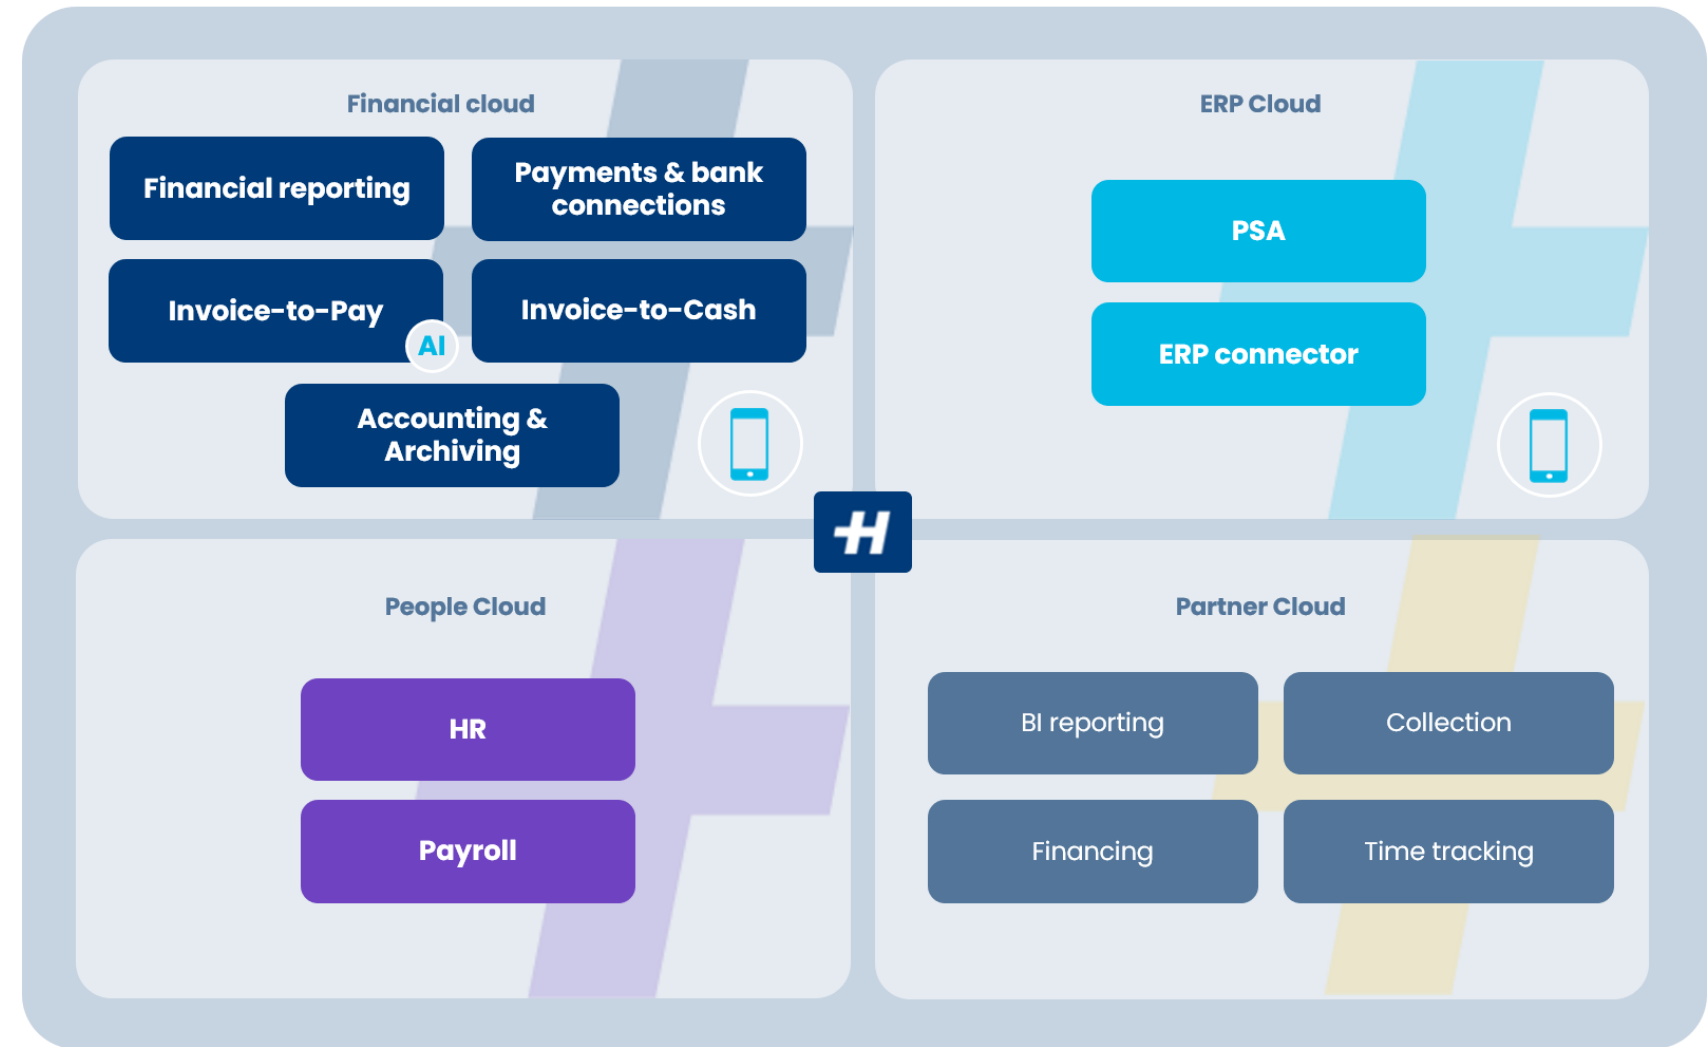 Financial cloud
Financial reporting
Payments & bank
connections
Invoice-to-Pay
AI
Invoice-to-Cash
Accounting &
Archiving
ERP Cloud
PSA
ERP connector
H
People Cloud
HR
Payroll
Partner Cloud
BI reporting
Collection
Financing
Time tracking